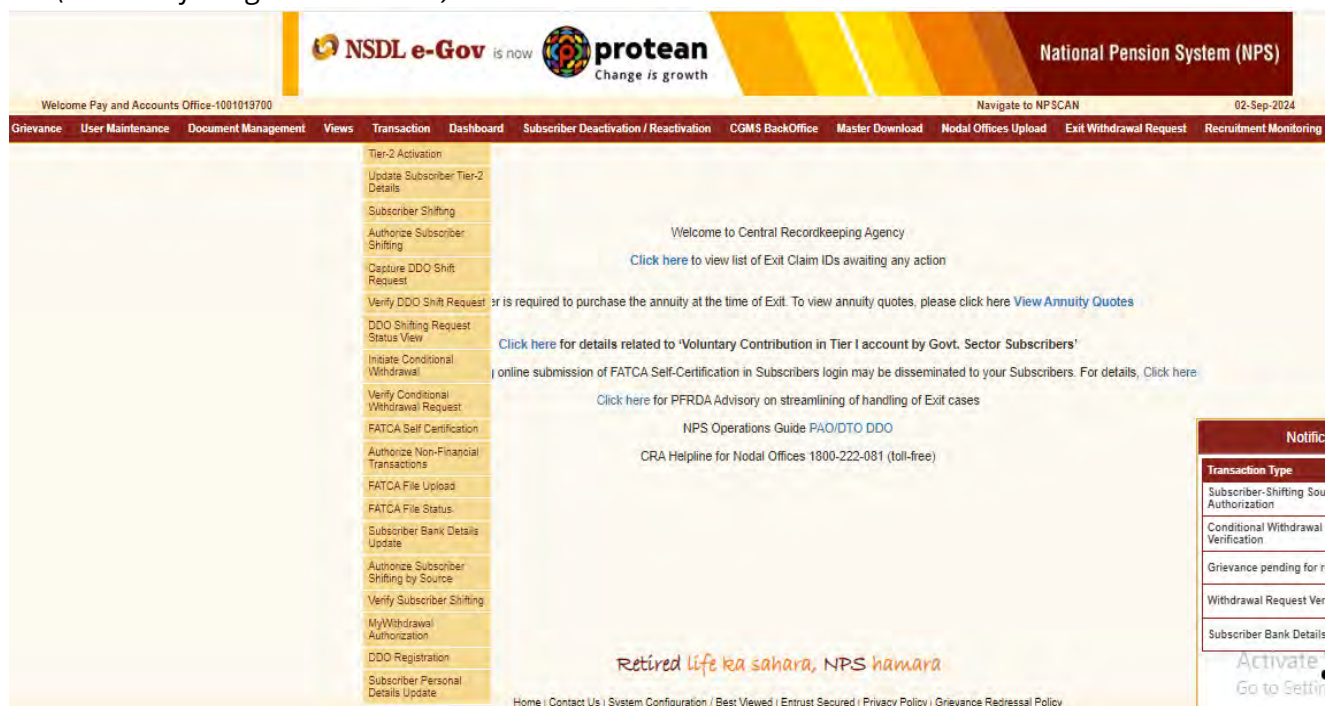 NSDL e-Gov is now protean
Change is growth
National Pension System (NPS)
Welcome Pay and Accounts Office-1001019700
Navigate to NPSCAN
02-Sep-2024
Grievance User Maintenance Document Management Views Transaction Dashboard Subscriber Deactivation / Reactivation CGMS BackOffice Master Download Nodal Offices Upload Exit Withdrawal Request Recruitment Monitoring
Tier-2 Activation
Update Subscriber Tier-2
Details
Subscriber Shifting
Authorize Subscriber
Shifting
Capture DDO Shift
Request
Verify DDO Shift Request
DDO Shifting Request
Status View
Initiate Conditional
Withdrawal
Verify Conditional
Withdrawal Request
FATCA Self Certification
Authorize Non-Financial
Transactions
FATCA File Upload
FATCA File Status
Subscriber Bank Details
Update
Authorize Subscriber
Shifting by Source
Verify Subscriber Shifting
MyWithdrawal
Authorization
DDO Registration
Subscriber Personal
Details Update
Welcome to Central Recordkeeping Agency
Click here to view list of Exit Claim IDs awaiting any action
er is required to purchase the annuity at the time of Exit. To view annuity quotes, please click here View Annuity Quotes
Click here for details related to 'Voluntary Contribution in Tier I account by Govt. Sector Subscribers'
online submission of FATCA Self-Certification in Subscribers login may be disseminated to your Subscribers. For details, Click here
Click here for PFRDA Advisory on streamlining of handling of Exit cases
NPS Operations Guide PAO/DTO DDO
CRA Helpline for Nodal Offices 1800-222-081 (toll-free)
Notific
Transaction Type
Subscriber-Shifting Sou
Authorization
Conditional Withdrawal
Verification
Grievance pending for r
Withdrawal Request Ver
Subscriber Bank Details
Activate
Go to Settin
Retired life ka sahara, NPS hamara
Home | Contact Us | System Configuration / Best Viewed | Entrust Secured | Privacy Policy | Grievance Redressal Policy